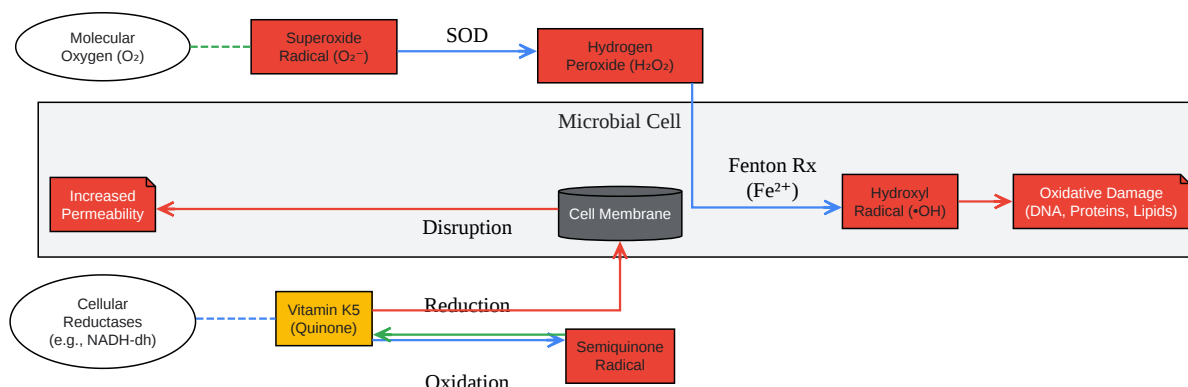 Molecular
Oxygen (O₂)
Superoxide
Radical (O₂⁻)
SOD
Hydrogen
Peroxide (H₂O₂)
Microbial Cell
Increased
Permeability
Disruption
Cell Membrane
Fenton Rx
(Fe²⁺)
Hydroxyl
Radical (•OH)
Oxidative Damage
(DNA, Proteins, Lipids)
Cellular
Reductases
(e.g., NADH-dh)
Vitamin K5
(Quinone)
Reduction
Semiquinone
Radical
Oxidation